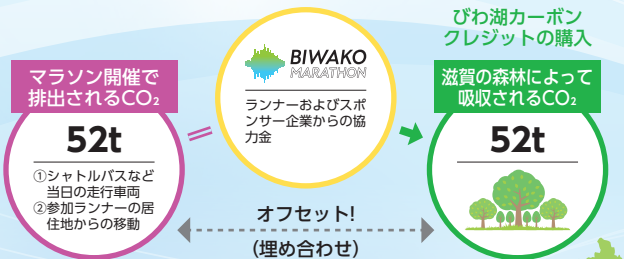 びわ湖カーボン
クレジットの購入
BIWAKO
MARATHON
ランナーおよびスポ
ンサー企業からの協
力金
マラソン開催で
排出されるCO₂
52t
①シャトルバスなど
当日の走行車両
②参加ランナーの居
住地からの移動
=
滋賀の森林によって
吸収されるCO₂
52t
オフセット!
(埋め合わせ)